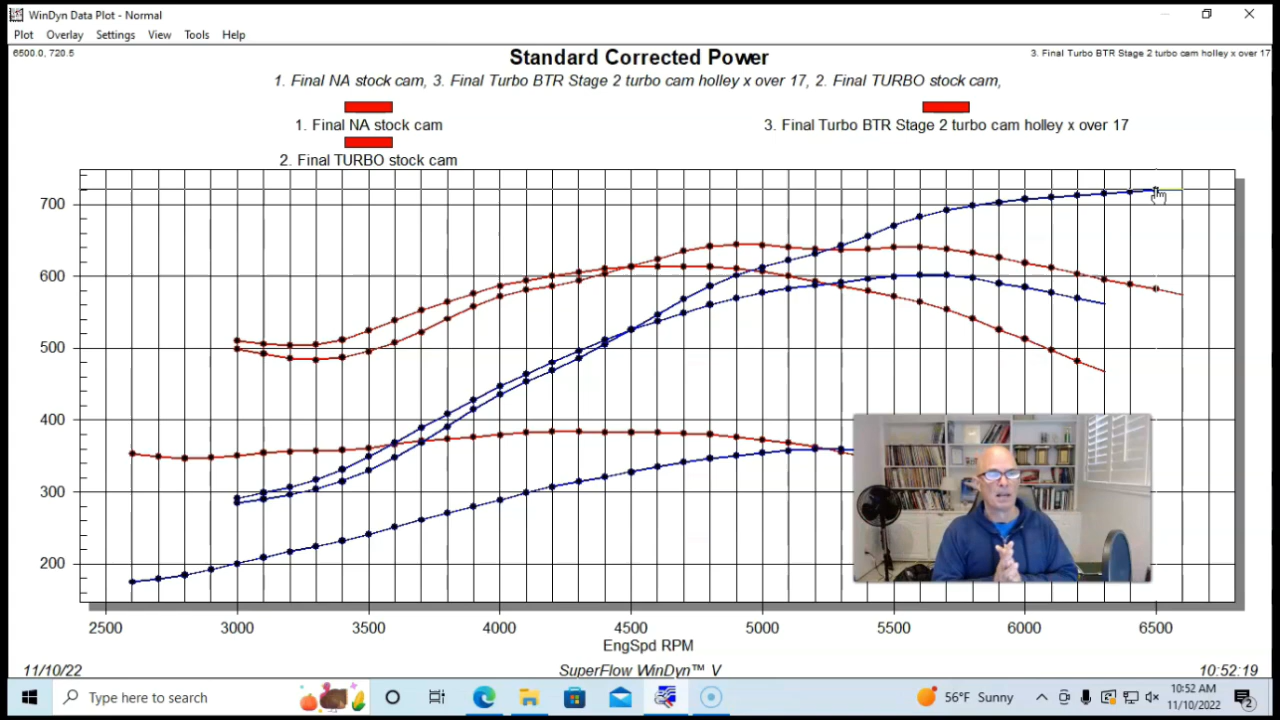 WinDyn Data Plot - Normal
Plot Overlay Settings View Tools Help
6500.0, 720.5
3. Final Turbo BTR Stage 2 turbo cam holley x over 17
Standard Corrected Power
1. Final NA stock cam, 3. Final Turbo BTR Stage 2 turbo cam holley x over 17, 2. Final TURBO stock cam,
1. Final NA stock cam
3. Final Turbo BTR Stage 2 turbo cam holley x over 17
2. Final TURBO stock cam
700
600
500
400
300
200
2500 3000 3500 4000 4500 5000 5500 6000 6500
EngSpd RPM
11/10/22
SuperFlow WinDyn™ V
10:52:19
Type here to search
56°F Sunny
10:52 AM
11/10/2022
2